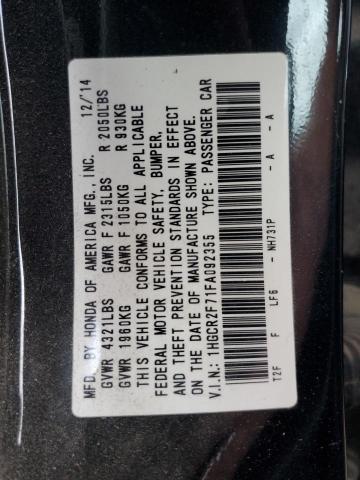 MFD. BY HONDA OF AMERICA MFG., INC. 12/14
GVWR 4321LBS GAWR F 2315LBS R 2050LBS
GVWR 1960KG GAWR F 1050KG R 930KG
THIS VEHICLE CONFORMS TO ALL APPLICABLE
FEDERAL MOTOR VEHICLE SAFETY, BUMPER,
AND THEFT PREVENTION STANDARDS IN EFFECT
ON THE DATE OF MANUFACTURE SHOWN ABOVE.
V.I.N.: 1HGCR2F71FA092355 TYPE: PASSENGER CAR
T2F F LF6 - NH731P - A - A